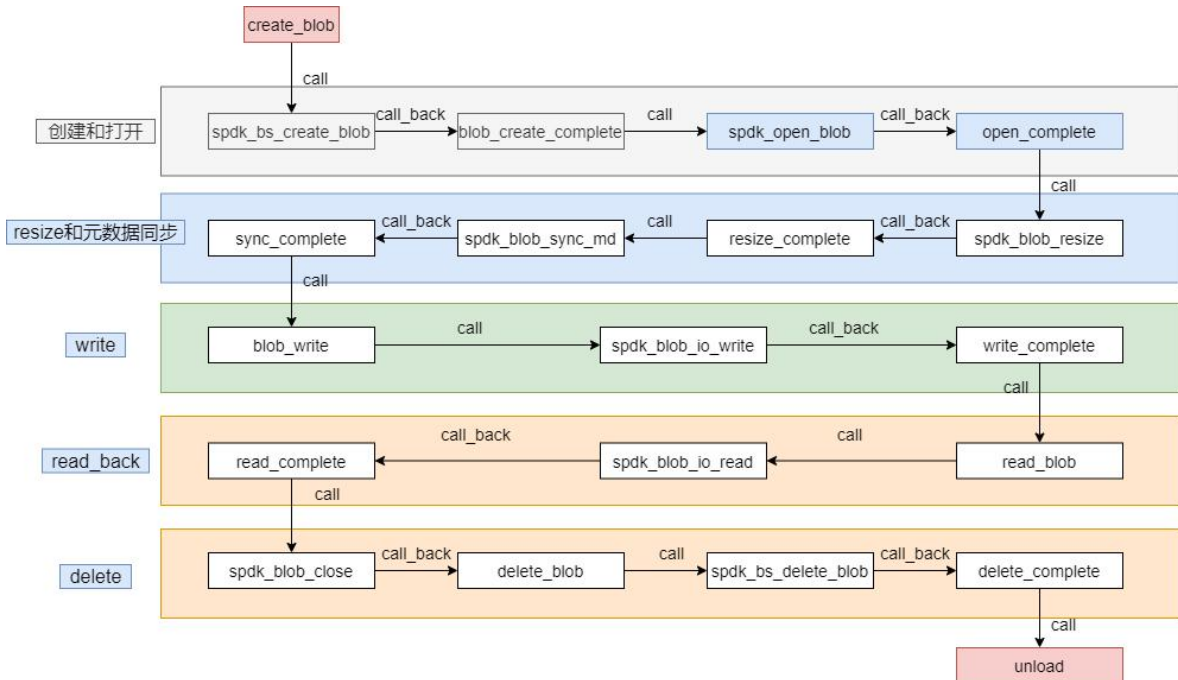 create_blob
call
创建和打开
spdk_bs_create_blob
call_back
blob_create_complete
call
spdk_open_blob
call_back
open_complete
call
resize和元数据同步
sync_complete
call_back
spdk_blob_sync_md
call
resize_complete
call_back
spdk_blob_resize
call
write
blob_write
call
spdk_blob_io_write
call_back
write_complete
call
read_back
read_complete
call_back
spdk_blob_io_read
call
read_blob
call
delete
spdk_blob_close
call_back
delete_blob
call
spdk_bs_delete_blob
call_back
delete_complete
call
unload